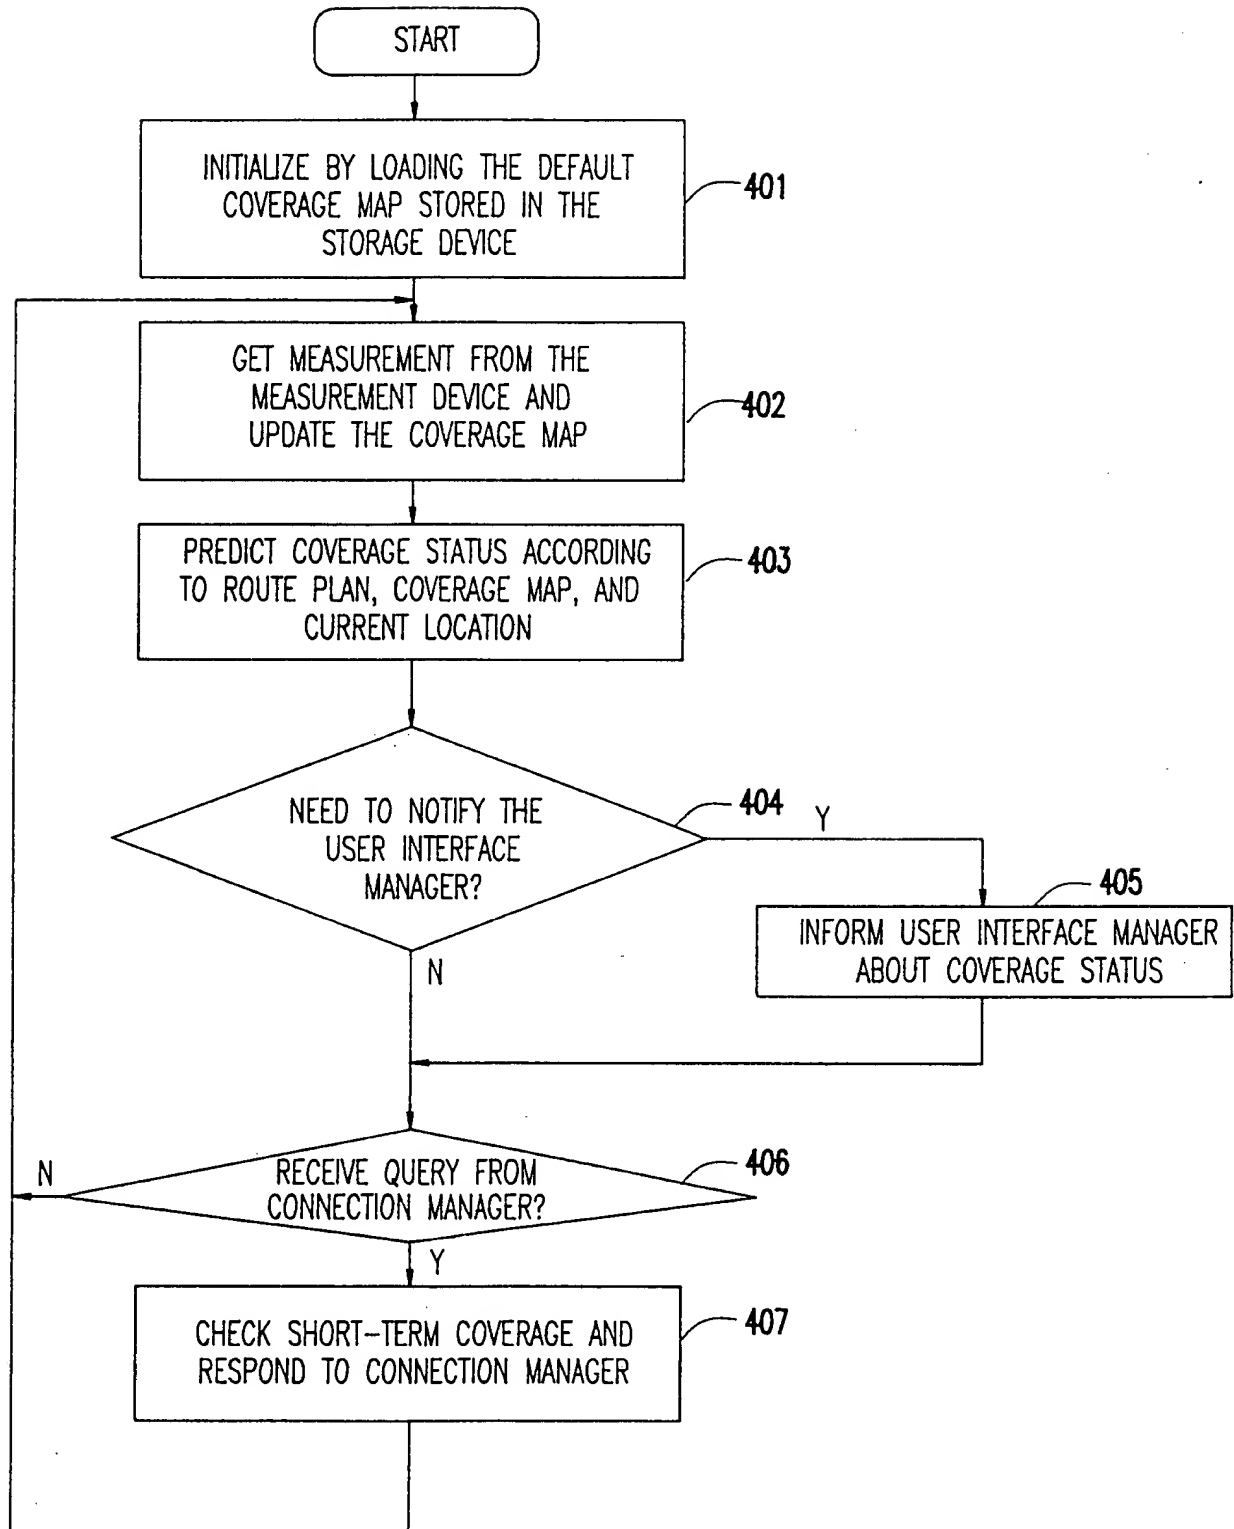 START
INITIALIZE BY LOADING THE DEFAULT
COVERAGE MAP STORED IN THE
STORAGE DEVICE
401
GET MEASUREMENT FROM THE
MEASUREMENT DEVICE AND
UPDATE THE COVERAGE MAP
402
PREDICT COVERAGE STATUS ACCORDING
TO ROUTE PLAN, COVERAGE MAP, AND
CURRENT LOCATION
403
NEED TO NOTIFY THE
USER INTERFACE
MANAGER?
404
Y
405
INFORM USER INTERFACE MANAGER
ABOUT COVERAGE STATUS
N
RECEIVE QUERY FROM
CONNECTION MANAGER?
406
N
Y
CHECK SHORT-TERM COVERAGE AND
RESPOND TO CONNECTION MANAGER
407